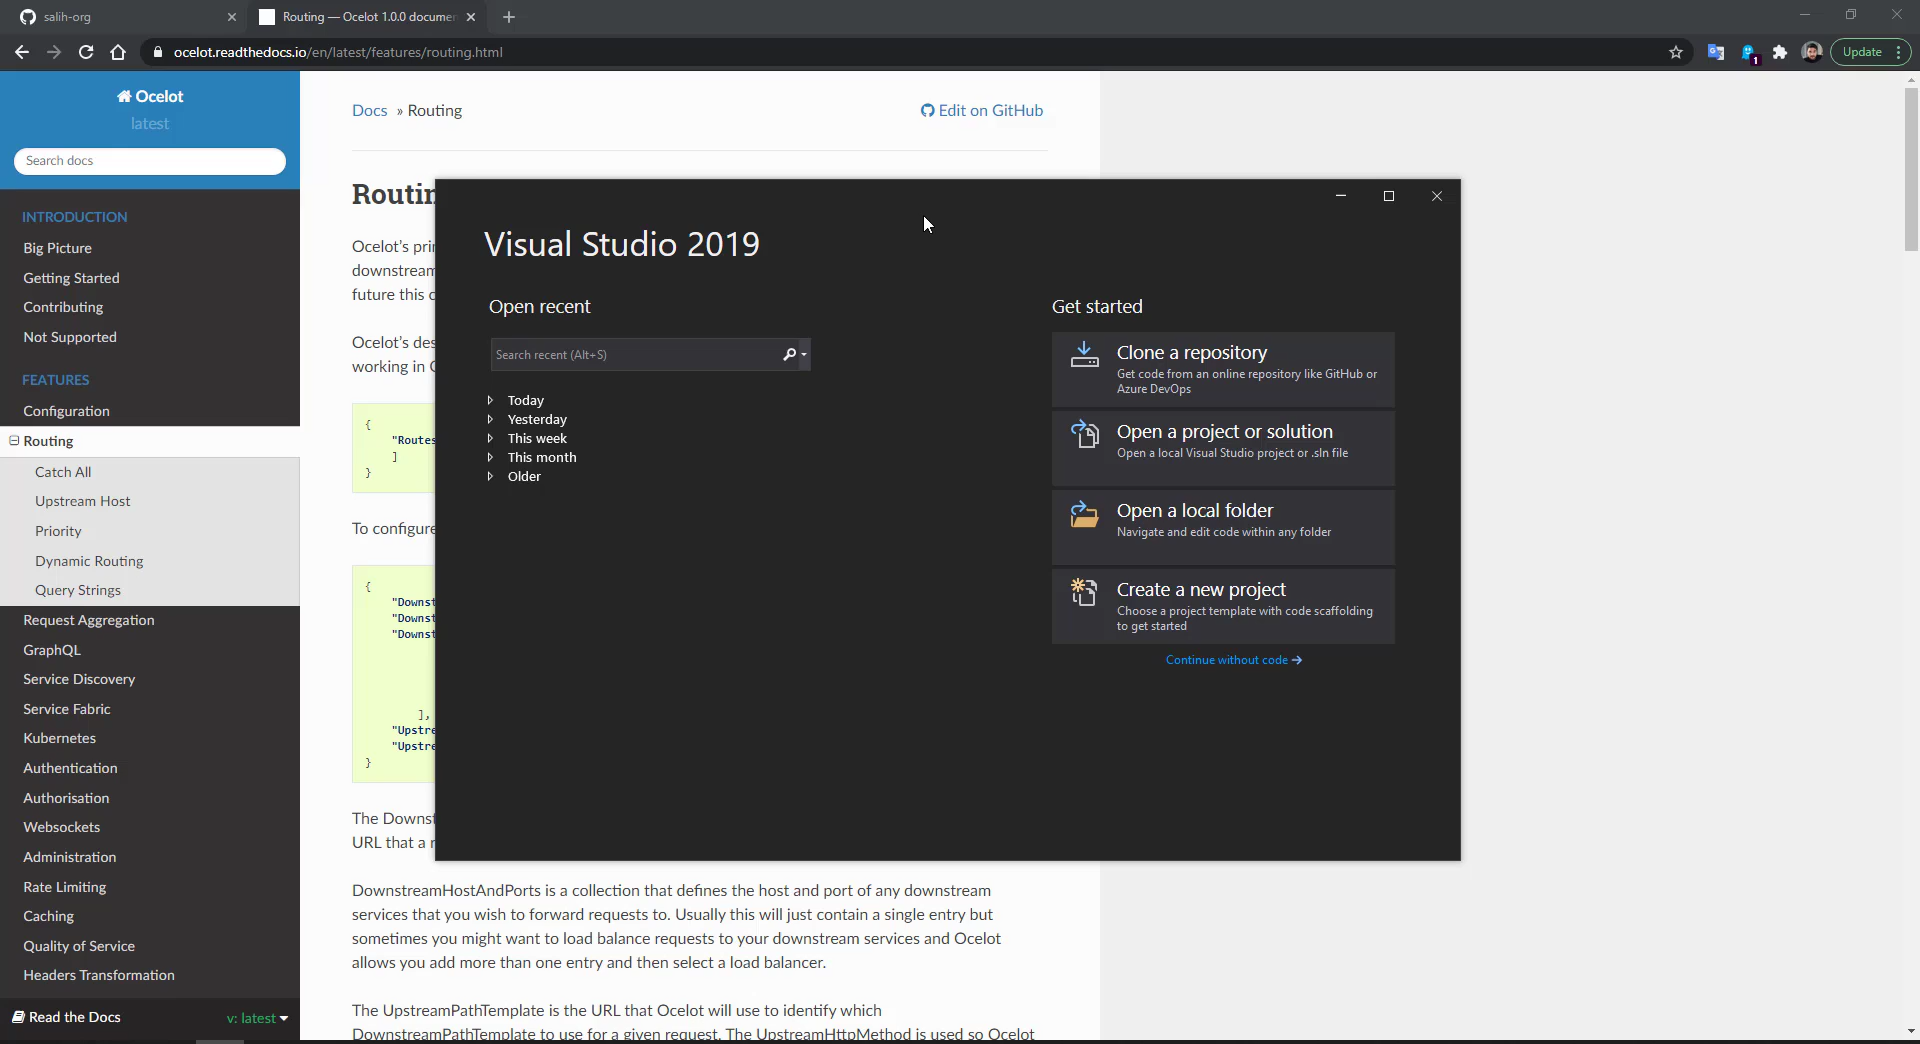 salih-org
Routing — Ocelot 1.0.0 documen
ocelot.readthedocs.io/en/latest/features/routing.html
1
Update
Ocelot
latest
Search docs
INTRODUCTION
Big Picture
Getting Started
Contributing
Not Supported
FEATURES
Configuration
Routing
Catch All
Upstream Host
Priority
Dynamic Routing
Query Strings
Request Aggregation
GraphQL
Service Discovery
Service Fabric
Kubernetes
Authentication
Authorisation
Websockets
Administration
Rate Limiting
Caching
Quality of Service
Headers Transformation
Read the Docs
v: latest
Docs » Routing
Edit on GitHub
Routin
Ocelot's pri
downstream
future this c
Ocelot's des
working in
{
"Routes
]
}
To configure
{
"Downst
"Downst
"Downst
],
"Upstre
"Upstre
}
The Downst
URL that a r
DownstreamHostAndPorts is a collection that defines the host and port of any downstream
services that you wish to forward requests to. Usually this will just contain a single entry but
sometimes you might want to load balance requests to your downstream services and Ocelot
allows you add more than one entry and then select a load balancer.
The UpstreamPathTemplate is the URL that Ocelot will use to identify which
DownstreamPathTemplate to use for a given request. The UpstreamHttpMethod is used so Ocelot
Visual Studio 2019
Open recent
Search recent (Alt+S)
Today
Yesterday
This week
This month
Older
Get started
Clone a repository
Get code from an online repository like GitHub or
Azure DevOps
Open a project or solution
Open a local Visual Studio project or .sln file
Open a local folder
Navigate and edit code within any folder
Create a new project
Choose a project template with code scaffolding
to get started
Continue without code →